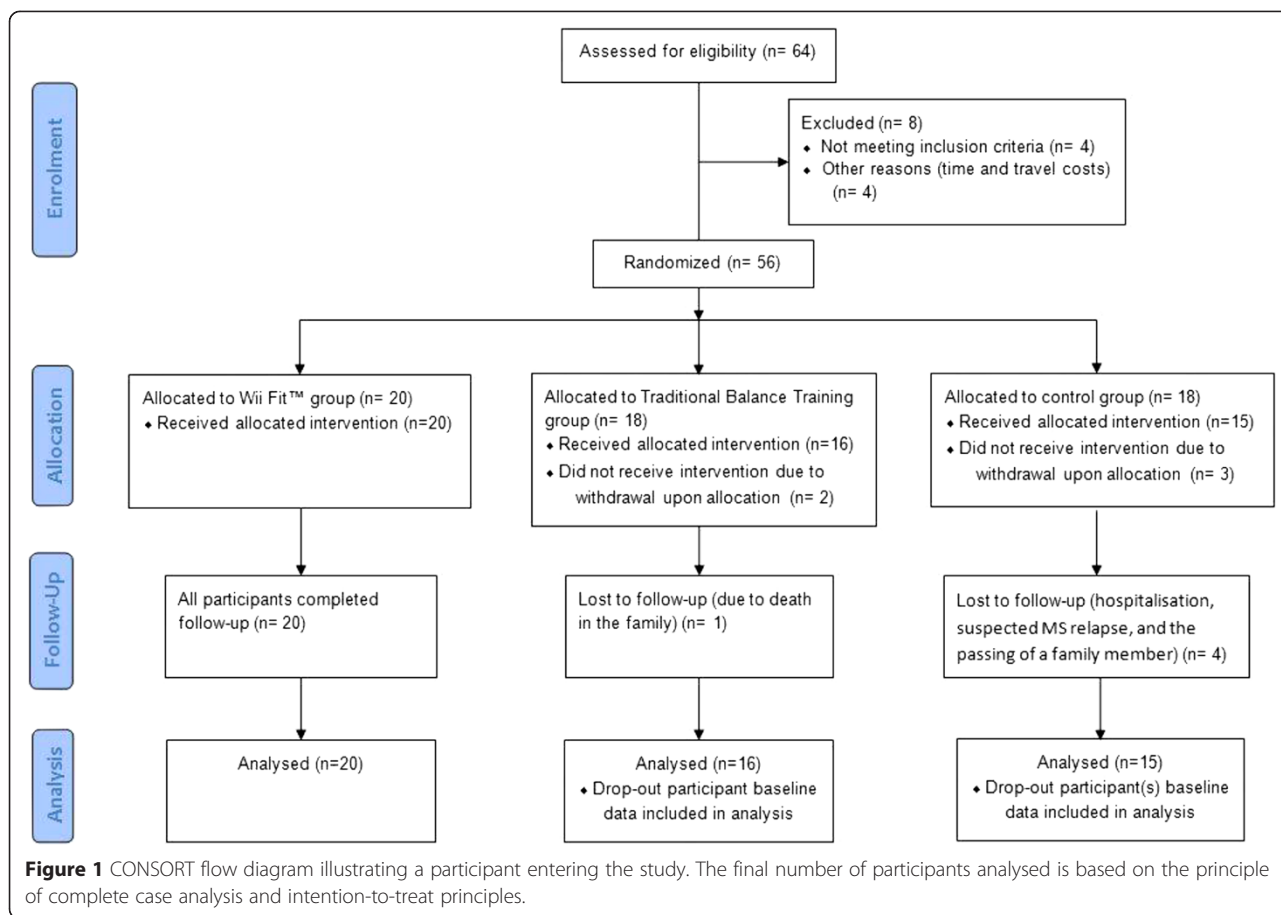 Assessed for eligibility (n= 64)
Enrolment
Excluded (n= 8)
⬥ Not meeting inclusion criteria (n= 4)
⬥ Other reasons (time and travel costs)
(n= 4)
Randomized (n= 56)
Allocation
Allocated to Wii Fit™ group (n= 20)
⬥ Received allocated intervention (n=20)
Allocated to Traditional Balance Training
group (n= 18)
⬥ Received allocated intervention (n=16)
⬥ Did not receive intervention due to
withdrawal upon allocation (n= 2)
Allocated to control group (n= 18)
⬥ Received allocated intervention (n=15)
⬥ Did not receive intervention due to
withdrawal upon allocation (n= 3)
Follow-Up
All participants completed
follow-up (n= 20)
Lost to follow-up (due to death
in the family) (n= 1)
Lost to follow-up (hospitalisation,
suspected MS relapse, and the
passing of a family member) (n= 4)
Analysis
Analysed (n=20)
Analysed (n=16)
⬥ Drop-out participant baseline
data included in analysis
Analysed (n=15)
⬥ Drop-out participant(s) baseline
data included in analysis
Figure 1 CONSORT flow diagram illustrating a participant entering the study. The final number of participants analysed is based on the principle
of complete case analysis and intention-to-treat principles.